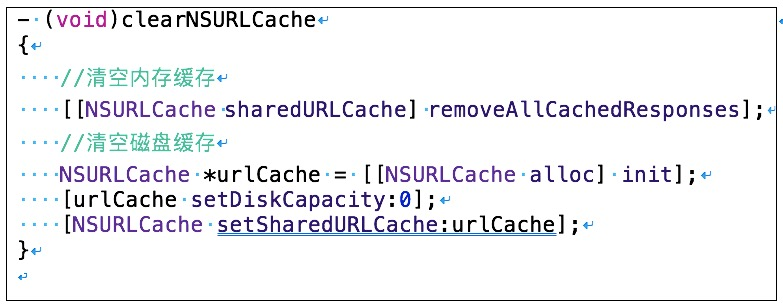 - (void)clearNSURLCache
{
    //清空内存缓存
    [[NSURLCache sharedURLCache] removeAllCachedResponses];
    //清空磁盘缓存
    NSURLCache *urlCache = [[NSURLCache alloc] init];
    [urlCache setDiskCapacity:0];
    [NSURLCache setSharedURLCache:urlCache];
}